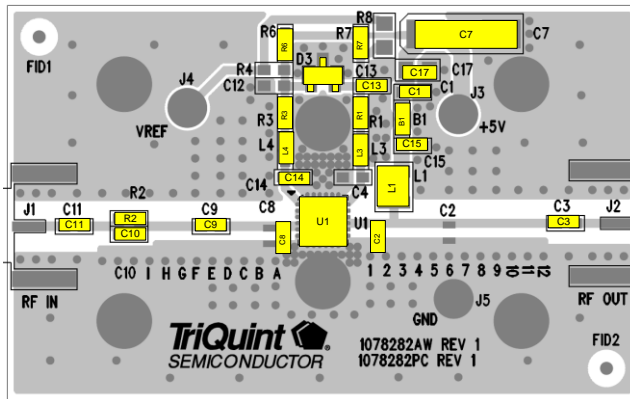 R8
R6
R7
C7
C7
R6
R7
D3
FID1
R4
C13
C17
C17
J4
C12
C13
C1
C1
J3
VREF
R3
R3
R1
R1
B1
B1
+5V
L4
L4
L3
L3
C15
C15
C14
C14
C4
L1
L1
J1
C11
R2
C9
C8
U1
U1
C2
C3
J2
C11
R2
C10
C9
C8
C2
C3
C10 I H G F E D C B A
1 2 3 4 5 6 7 8 9 10 11 12
RF IN
RF OUT
J5
GND
TriQuint
SEMICONDUCTOR
1078282AW REV 1
1078282PC REV 1
FID2